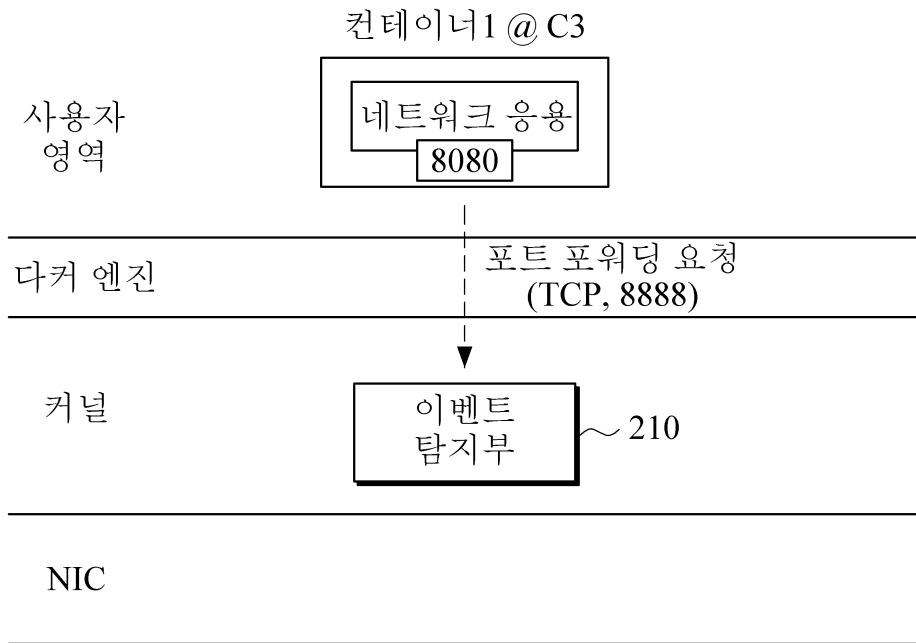 컨테이너1 @ C3
사용자
영역
네트워크 응용
8080
다커 엔진
포트 포워딩 요청
(TCP, 8888)
커널
이벤트
탐지부
210
NIC